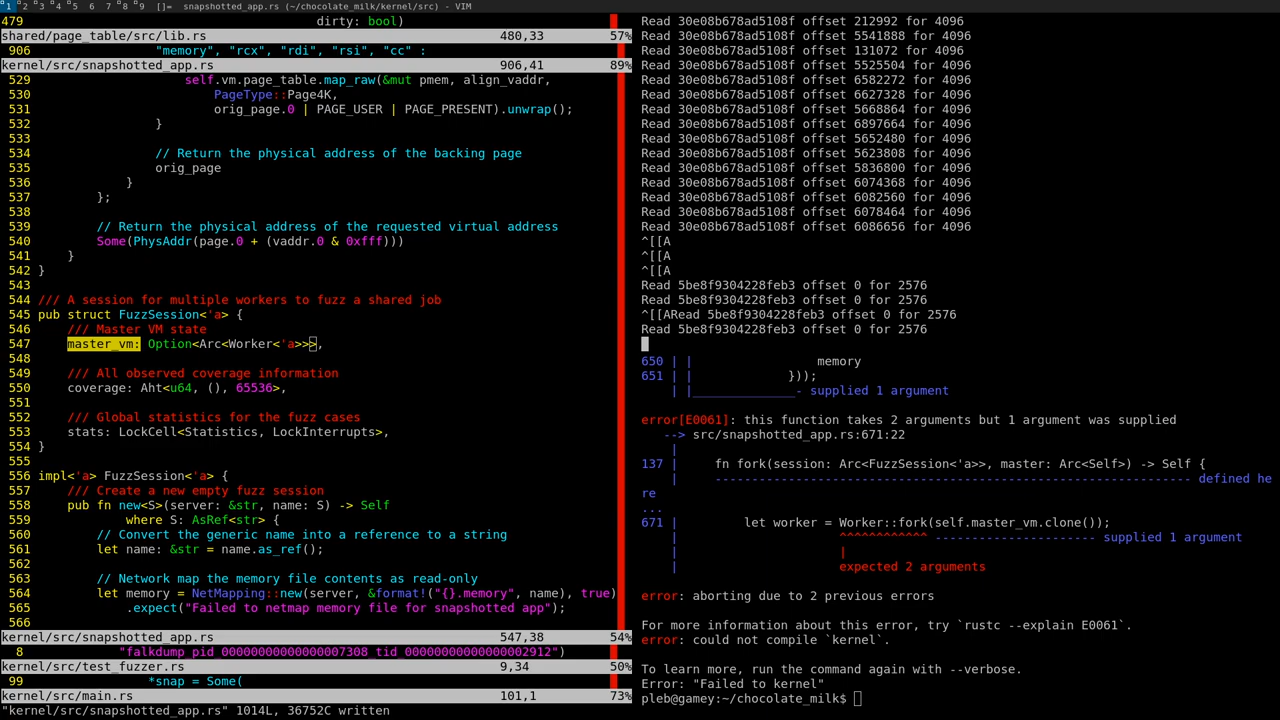 1 2 3 4 5 6 7 8 9 []= snapshotted_app.rs (~/chocolate_milk/kernel/src) - VIM
479 dirty: bool)
shared/page_table/src/lib.rs 480,33 57%
906 "memory", "rcx", "rdi", "rsi", "cc" :
kernel/src/snapshotted_app.rs 906,41 89%
529 self.vm.page_table.map_raw(&mut pmem, align_vaddr,
530 PageType::Page4K,
531 orig_page.0 | PAGE_USER | PAGE_PRESENT).unwrap();
532 }
533
534 // Return the physical address of the backing page
535 orig_page
536 }
537 };
538
539 // Return the physical address of the requested virtual address
540 Some(PhysAddr(page.0 + (vaddr.0 & 0xfff)))
541 }
542 }
543
544 /// A session for multiple workers to fuzz a shared job
545 pub struct FuzzSession<'a> {
546 /// Master VM state
547 master_vm: Option<Arc<Worker<'a>>>,
548
549 /// All observed coverage information
550 coverage: Aht<u64, (), 65536>,
551
552 /// Global statistics for the fuzz cases
553 stats: LockCell<Statistics, LockInterrupts>,
554 }
555
556 impl<'a> FuzzSession<'a> {
557 /// Create a new empty fuzz session
558 pub fn new<S>(server: &str, name: S) -> Self
559 where S: AsRef<str> {
560 // Convert the generic name into a reference to a string
561 let name: &str = name.as_ref();
562
563 // Network map the memory file contents as read-only
564 let memory = NetMapping::new(server, &format!("{}.memory", name), true)
565 .expect("Failed to netmap memory file for snapshotted app");
566
kernel/src/snapshotted_app.rs 547,38 54%
8 "falkdump_pid_00000000000000007308_tid_00000000000000002912")
kernel/src/test_fuzzer.rs 9,34 50%
99 *snap = Some(
kernel/src/main.rs 101,1 73%
"kernel/src/snapshotted_app.rs" 1014L, 36752C written
Read 30e08b678ad5108f offset 212992 for 4096
Read 30e08b678ad5108f offset 5541888 for 4096
Read 30e08b678ad5108f offset 131072 for 4096
Read 30e08b678ad5108f offset 5525504 for 4096
Read 30e08b678ad5108f offset 6582272 for 4096
Read 30e08b678ad5108f offset 6627328 for 4096
Read 30e08b678ad5108f offset 5668864 for 4096
Read 30e08b678ad5108f offset 6897664 for 4096
Read 30e08b678ad5108f offset 5652480 for 4096
Read 30e08b678ad5108f offset 5623808 for 4096
Read 30e08b678ad5108f offset 5836800 for 4096
Read 30e08b678ad5108f offset 6074368 for 4096
Read 30e08b678ad5108f offset 6082560 for 4096
Read 30e08b678ad5108f offset 6078464 for 4096
Read 30e08b678ad5108f offset 6086656 for 4096
^[[A
^[[A
^[[A
Read 5be8f9304228feb3 offset 0 for 2576
Read 5be8f9304228feb3 offset 0 for 2576
^[[ARead 5be8f9304228feb3 offset 0 for 2576
Read 5be8f9304228feb3 offset 0 for 2576
650 | | memory
651 | | }));
| |______________- supplied 1 argument
error[E0061]: this function takes 2 arguments but 1 argument was supplied
--> src/snapshotted_app.rs:671:22
|
137 | fn fork(session: Arc<FuzzSession<'a>>, master: Arc<Self>) -> Self {
| ----------------------------------------------------------------- defined he
re
...
671 | let worker = Worker::fork(self.master_vm.clone());
| ^^^^^^^^^^^^ ---------------------- supplied 1 argument
| |
| expected 2 arguments
error: aborting due to 2 previous errors
For more information about this error, try `rustc --explain E0061`.
error: could not compile `kernel`.
To learn more, run the command again with --verbose.
Error: "Failed to kernel"
pleb@gamey:~/chocolate_milk$